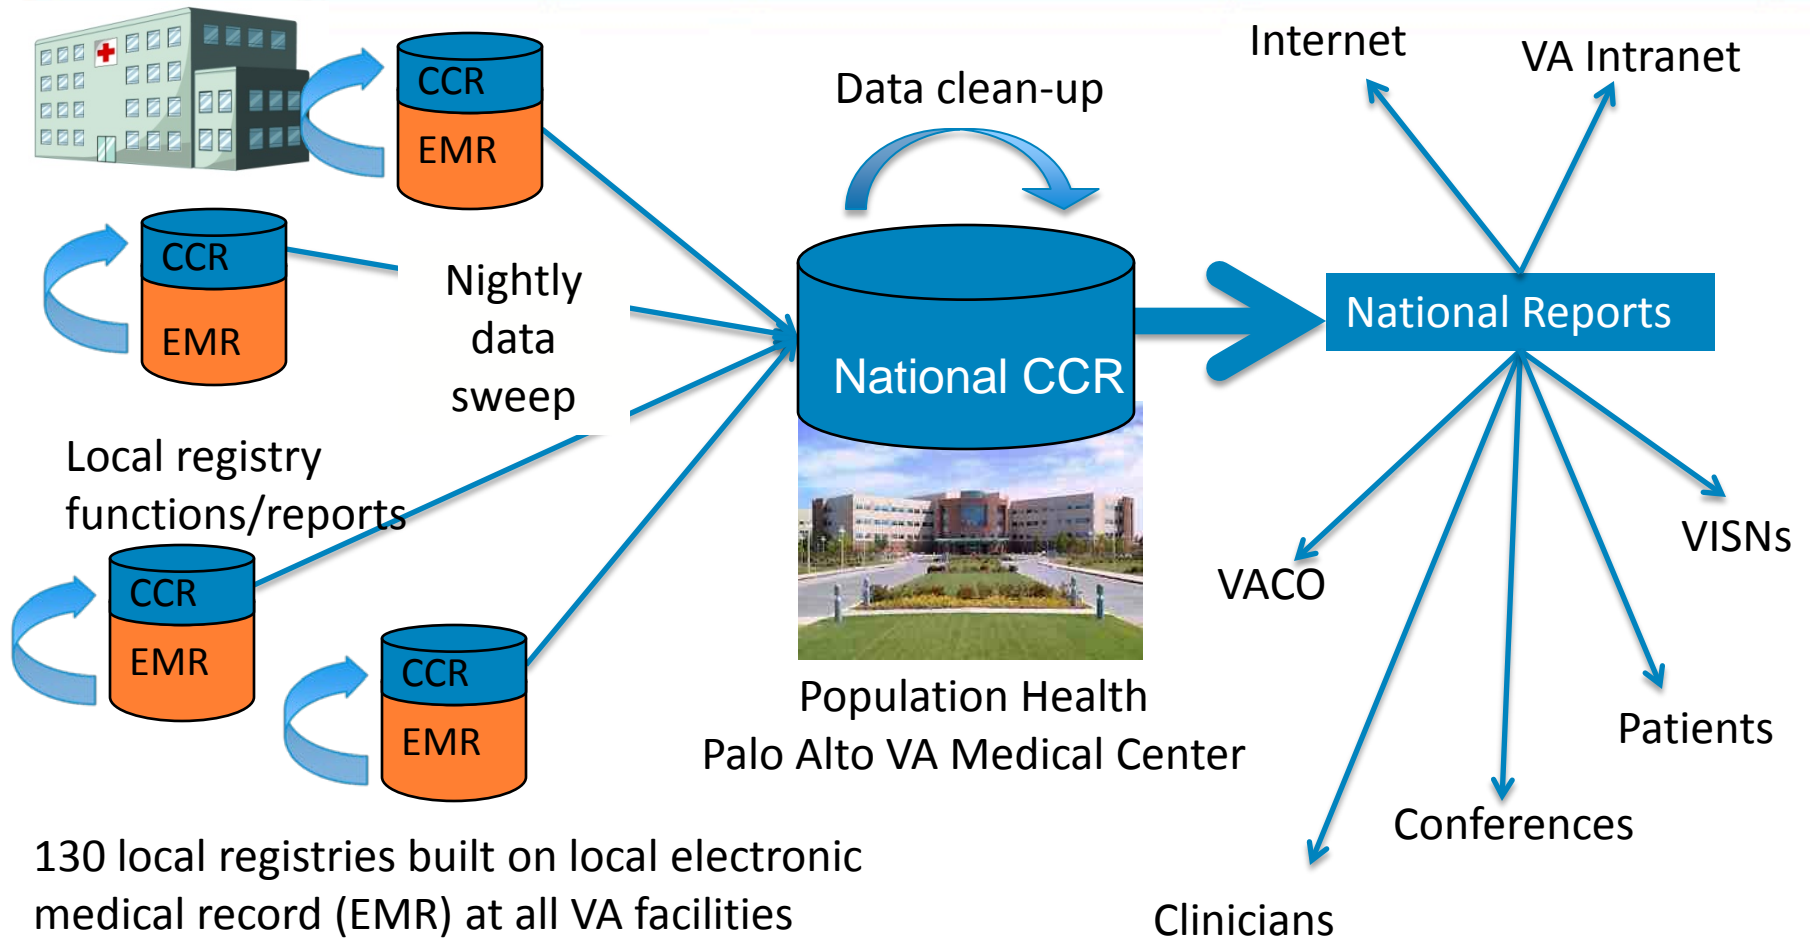 CCR
EMR
CCR
EMR
Nightly
data
sweep
Local registry
functions/reports
CCR
EMR
CCR
EMR
130 local registries built on local electronic
medical record (EMR) at all VA facilities
Data clean-up
National CCR
Population Health
Palo Alto VA Medical Center
Internet
VA Intranet
National Reports
VISNs
VACO
Patients
Conferences
Clinicians